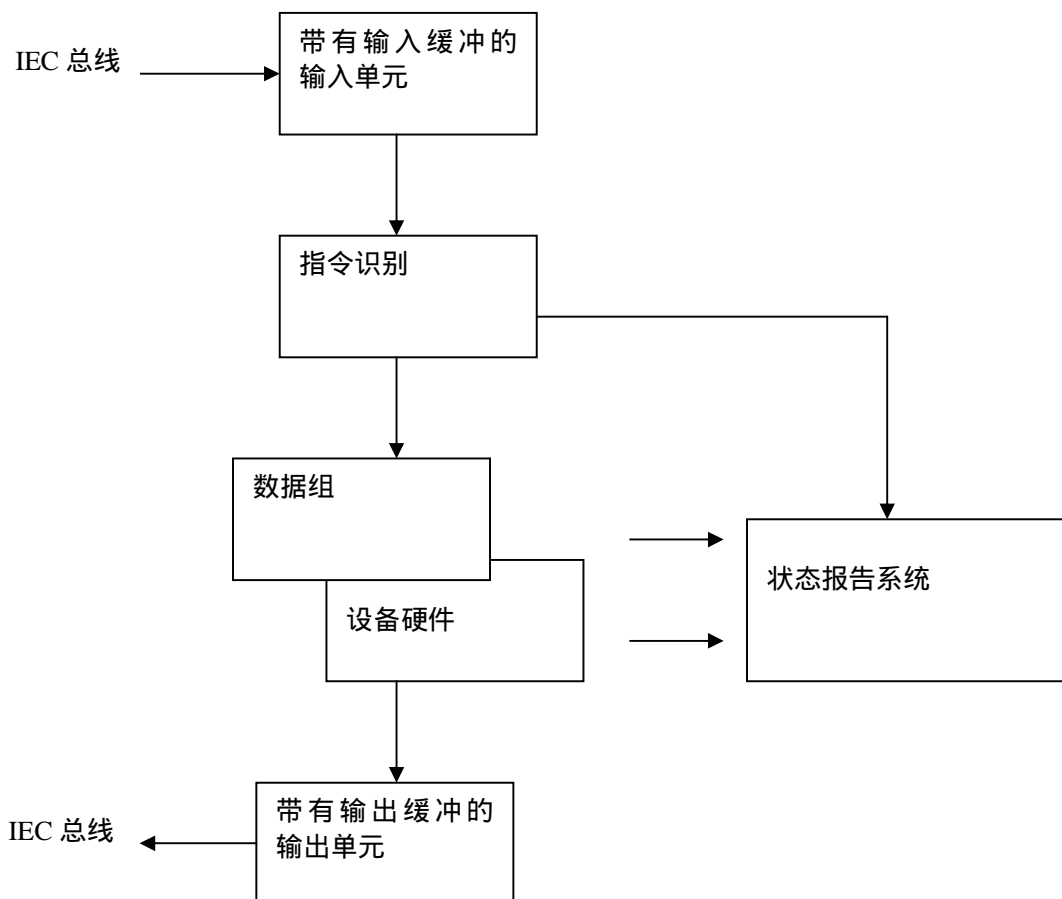 带有输入缓冲的
输入单元
IEC 总线
指令识别
数据组
状态报告系统
设备硬件
带有输出缓冲的
输出单元
IEC 总线